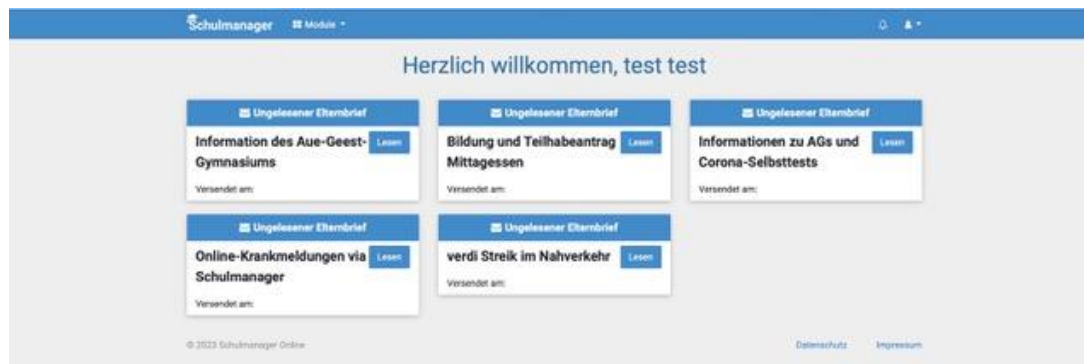 Schulmanager Module
Herzlich willkommen, test test
Ungelesener Elternbrief
Information des Aue-Geest-
Gymnasiums
Lesen
Versendet am:
Ungelesener Elternbrief
Bildung und Teilhabeantrag
Mittagessen
Lesen
Versendet am:
Ungelesener Elternbrief
Informationen zu AGs und
Corona-Selbsttests
Lesen
Versendet am:
Ungelesener Elternbrief
Online-Krankmeldungen via
Schulmanager
Lesen
Versendet am:
Ungelesener Elternbrief
verdi Streik im Nahverkehr
Lesen
Versendet am:
© 2023 Schulmanager Online
Datenschutz Impressum